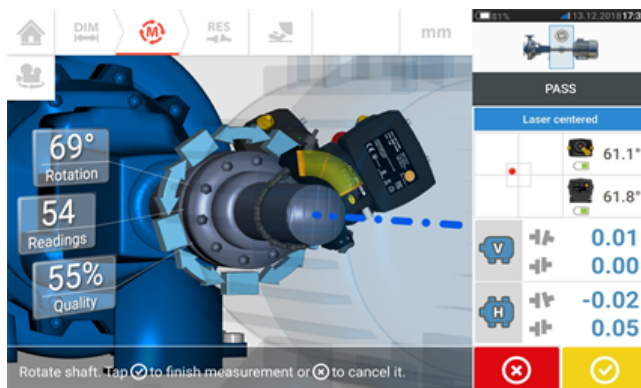 DIM
M
RES
mm
81%
13.12.2018 17:3
PASS
Laser centered
69°
Rotation
61.1°
61.8°
54
Readings
V
0.01
0.00
55%
Quality
H
-0.02
0.05
Rotate shaft. Tap to finish measurement or to cancel it.